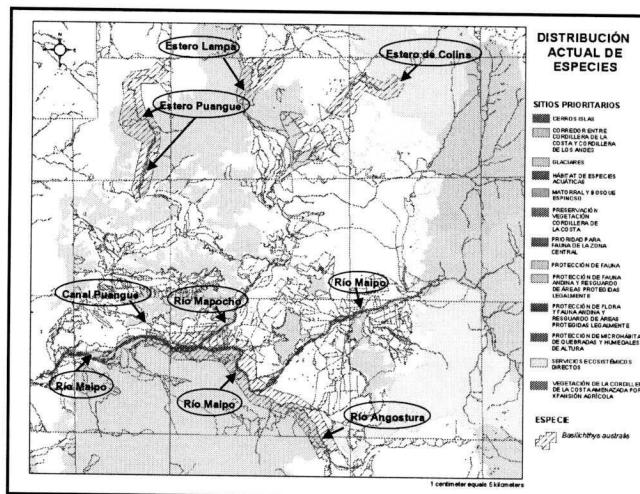 Estero Lampa
Estero de Colina
Estero Puangue
Canal Puangue
Río Mapocho
Río Maipo
Río Maipo
Río Maipo
Río Angostura
DISTRIBUCIÓN
ACTUAL DE
ESPECIES
SITIOS PRIORITARIOS
CERROS ISLAS
CORREDOR ENTRE
CORDILLERA DE LA
COSTA Y CORDILLERA
DE LOS ANDES
GLACIARES
HÁBITAT DE ESPECIES
ACUÁTICAS
MATORRAL Y BOSQUE
ESPINOSO
PRESERVACIÓN
VEGETACIÓN
CORDILLERA DE
LA COSTA
PRIORIDAD PARA
FAUNA DE LA ZONA
CENTRAL
PROTECCIÓN DE FAUNA
PROTECCIÓN DE FAUNA
ANDINA Y RESGUARDO
DE ÁREAS PROTEGIDAS
LEGALMENTE
PROTECCIÓN DE FLORA
Y FAUNA ANDINA Y
RESGUARDO DE ÁREAS
PROTEGIDAS LEGALMENTE
PROTECCIÓN DE MICROHÁBITA
DE QUEBRADAS Y HUMEDALES
DE ALTURA
SERVICIOS ECOSISTÉMICOS
DIRECTOS
VEGETACIÓN DE LA CORDILLER
DE LA COSTA AMENAZADA POR
XPANSIÓN AGRÍCOLA
ESPECIE
Basilichthys australis
1 centimeter equals 5 kilometers